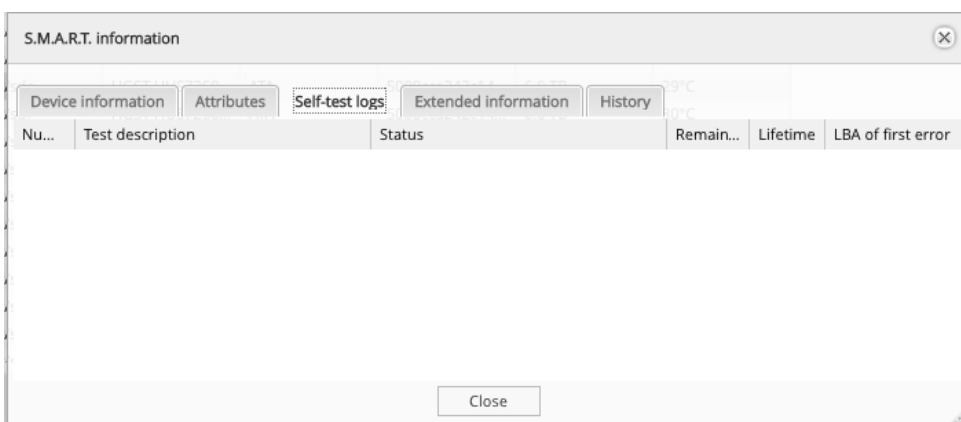 S.M.A.R.T. information
Device information Attributes Self-test logs Extended information History
Nu... Test description Status Remain... Lifetime LBA of first error
Close